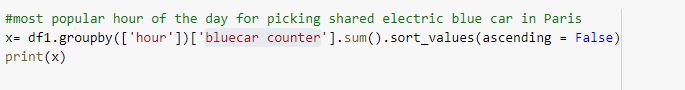 #most popular hour of the day for picking shared electric blue car in Paris
x= df1.groupby(['hour'])['bluecar counter'].sum().sort_values(ascending = False)
print(x)